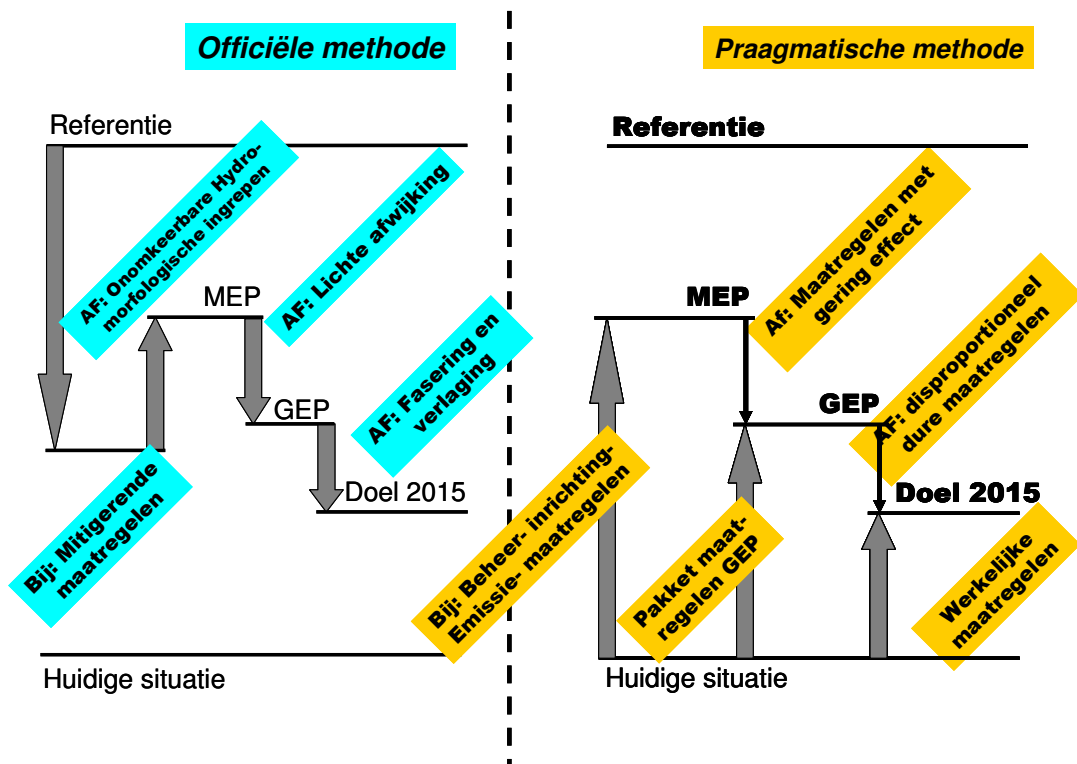 Officiële methode
Referentie
AF: Onomkeerbare Hydro-
morfologische ingrepen
AF: Lichte afwijking
MEP
AF: Fasering en
verlaging
GEP
Doel 2015
Bij: Mitigerende
maatregelen
Huidige situatie
Praagmatische methode
Referentie
Af: Maatregelen met
gering effect
MEP
AF: disproportioneel
dure maatregelen
GEP
Doel 2015
Bij: Beheer- inrichting-
Emissie- maatregelen
Pakket maat-
regelen GEP
Werkelijke
maatregelen
Huidige situatie